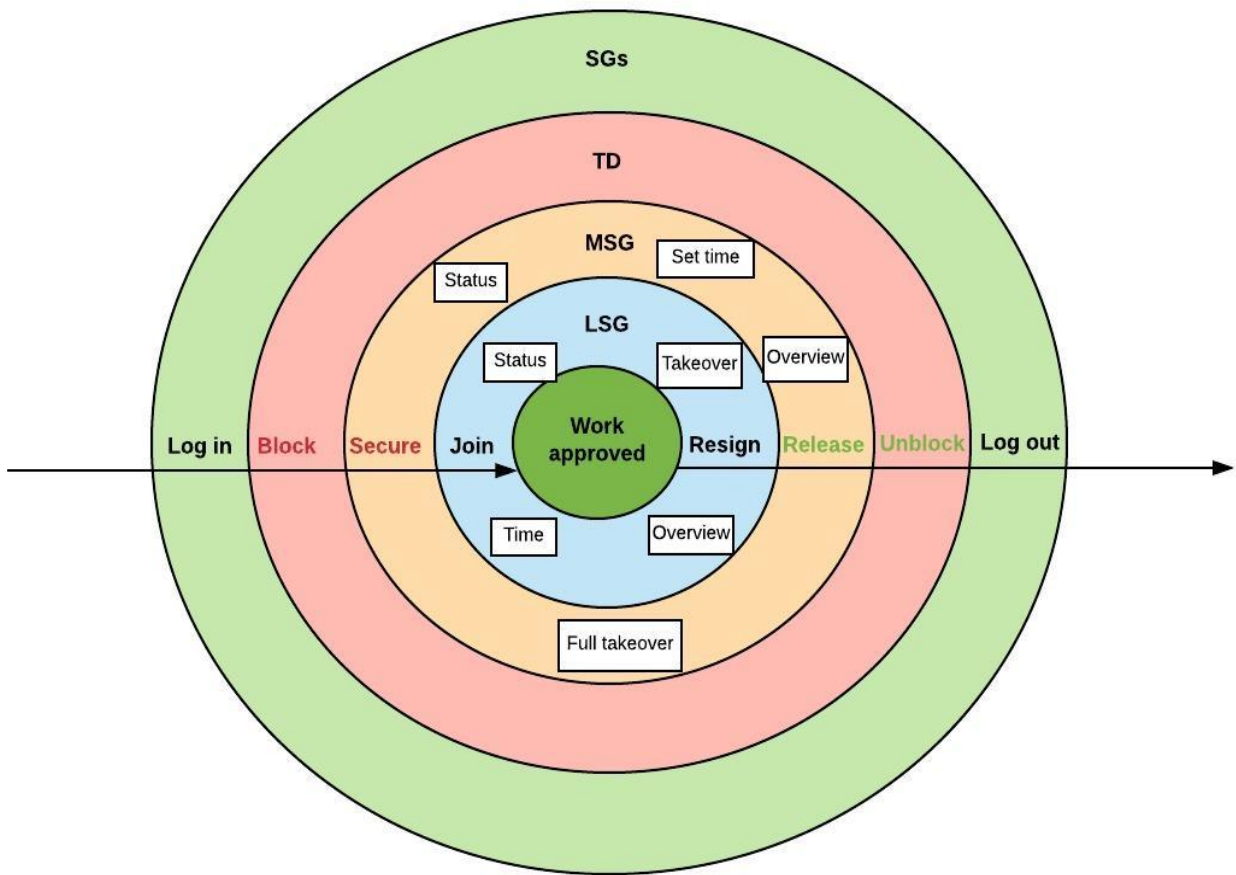 SGs
TD
MSG
Set time
Status
LSG
Status
Takeover
Overview
Log in
Block
Secure
Join
Work
approved
Resign
Release
Unblock
Log out
Time
Overview
Full takeover